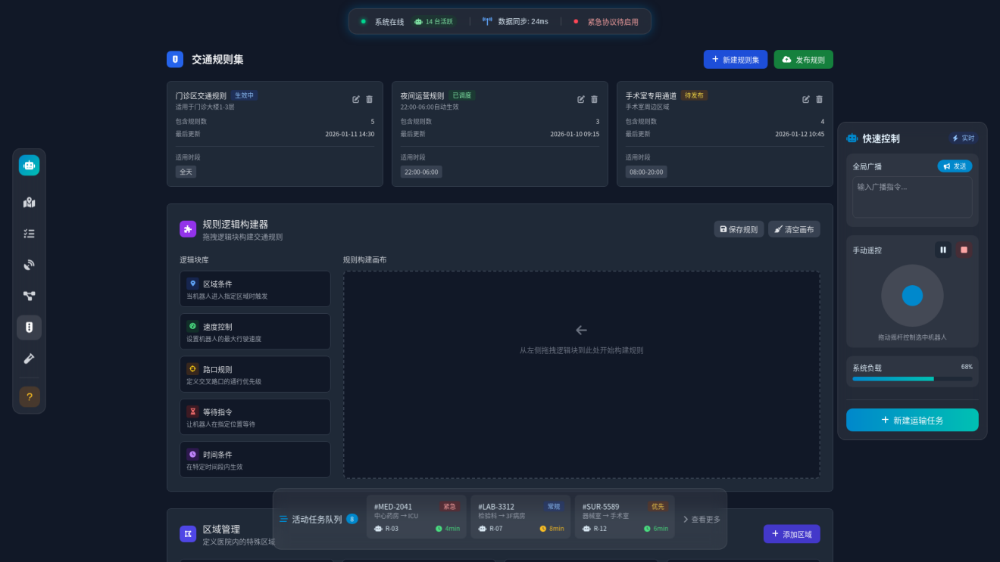 系统在线
14 台活跃
数据同步: 24ms
紧急协议待启用
交通规则集
新建规则集
发布规则
门诊区交通规则
生效中
适用于门诊大楼1-3层
包含规则数
5
最后更新
2026-01-11 14:30
适用时段
全天
夜间运营规则
已调度
22:00-06:00自动生效
包含规则数
3
最后更新
2026-01-10 09:15
适用时段
22:00-06:00
手术室专用通道
待发布
手术室周边区域
包含规则数
4
最后更新
2026-01-12 10:45
适用时段
08:00-20:00
规则逻辑构建器
拖拽逻辑块构建交通规则
保存规则
清空画布
逻辑块库
区域条件
当机器人进入指定区域时触发
速度控制
设置机器人的最大行驶速度
路口规则
定义交叉路口的通行优先级
等待指令
让机器人在指定位置等待
时间条件
在特定时间段内生效
规则构建画布
从左侧拖拽逻辑块到此处开始构建规则
区域管理
定义医院内的特殊区域
添加区域
活动任务队列
8
#MED-2041
紧急
中心药房 → ICU
R-03
4min
#LAB-3312
常规
检验科 → 3F病房
R-07
8min
#SUR-5589
优先
器械室 → 手术室
R-12
6min
查看更多
快速控制
实时
全局广播
发送
输入广播指令...
手动遥控
拖动摇杆控制选中机器人
系统负载
68%
新建运输任务
?